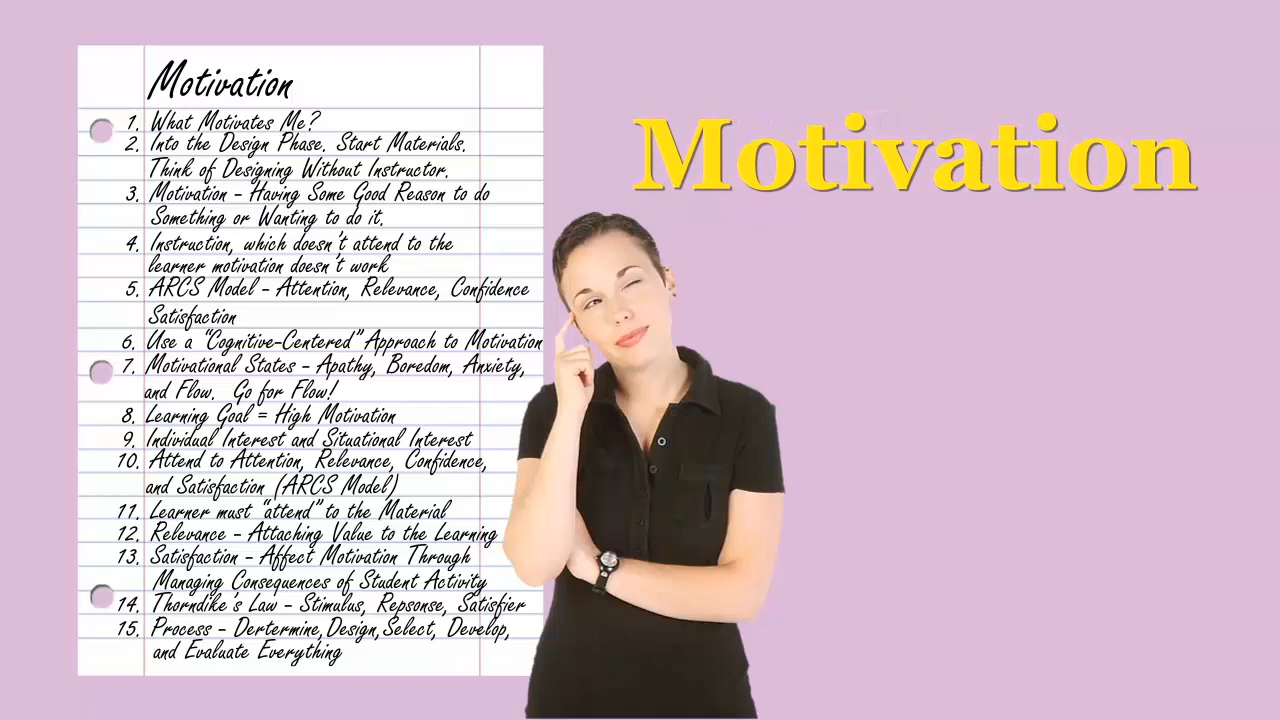 Motivation
1. What Motivates Me?
2. Into the Design Phase. Start Materials.
Think of Designing Without Instructor.
3. Motivation - Having Some Good Reason to do
Something or Wanting to do it.
4. Instruction, which doesn't attend to the
learner motivation doesn't work
5. ARCS Model - Attention, Relevance, Confidence
Satisfaction
6. Use a "Cognitive-Centered" Approach to Motivation
7. Motivational States - Apathy, Boredom, Anxiety,
and Flow. Go for Flow!
8. Learning Goal = High Motivation
9. Individual Interest and Situational Interest
10. Attend to Attention, Relevance, Confidence,
and Satisfaction (ARCS Model)
11. Learner must "attend" to the Material
12. Relevance - Attaching Value to the Learning
13. Satisfaction - Affect Motivation Through
Managing Consequences of Student Activity
14. Thorndike's Law - Stimulus, Repsonse, Satisfier
15. Process - Dertermine,Design,Select, Develop,
and Evaluate Everything
Motivation